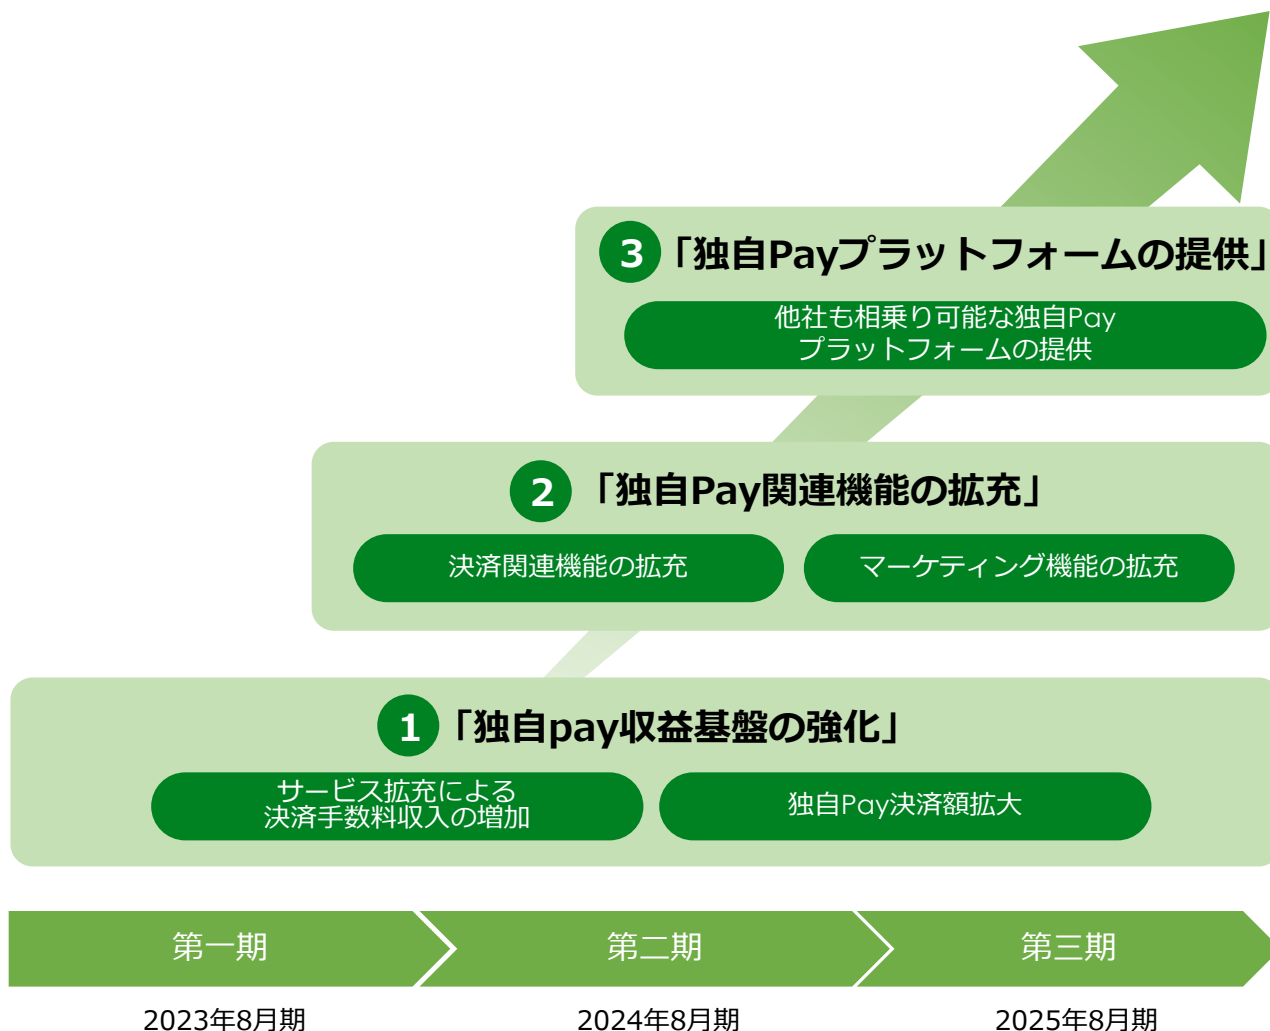 3 「独自Payプラットフォームの提供」
他社も相乗り可能な独自Pay
プラットフォームの提供
2 「独自Pay関連機能の拡充」
決済関連機能の拡充 マーケティング機能の拡充
1 「独自pay収益基盤の強化」
サービス拡充による
決済手数料収入の増加
独自Pay決済額拡大
第一期 第二期 第三期
2023年8月期 2024年8月期 2025年8月期